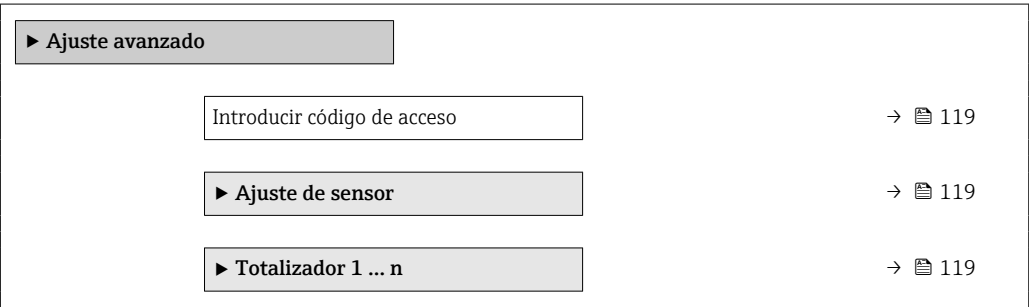 ▶ Ajuste avanzado
Introducir código de acceso → 119
▶ Ajuste de sensor → 119
▶ Totalizador 1 … n → 119